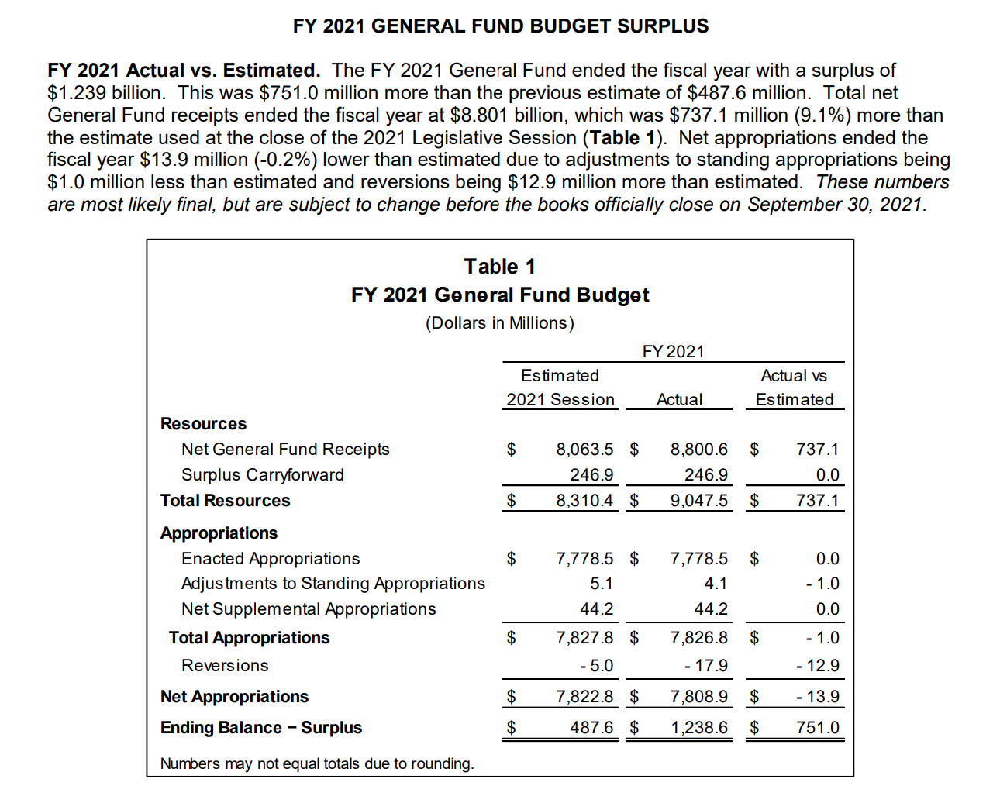 FY 2021 GENERAL FUND BUDGET SURPLUS
FY 2021 Actual vs. Estimated. The FY 2021 General Fund ended the fiscal year with a surplus of
$1.239 billion. This was $751.0 million more than the previous estimate of $487.6 million. Total net
General Fund receipts ended the fiscal year at $8.801 billion, which was $737.1 million (9.1%) more than
the estimate used at the close of the 2021 Legislative Session (Table 1). Net appropriations ended the
fiscal year $13.9 million (-0.2%) lower than estimated due to adjustments to standing appropriations being
$1.0 million less than estimated and reversions being $12.9 million more than estimated. These numbers
are most likely final, but are subject to change before the books officially close on September 30, 2021.
Table 1
FY 2021 General Fund Budget
(Dollars in Millions)
FY 2021
Estimated Actual vs
2021 Session Actual Estimated
Resources
Net General Fund Receipts $ 8,063.5 $ 8,800.6 $ 737.1
Surplus Carryforward 246.9 246.9 0.0
Total Resources $ 8,310.4 $ 9,047.5 $ 737.1
Appropriations
Enacted Appropriations $ 7,778.5 $ 7,778.5 $ 0.0
Adjustments to Standing Appropriations 5.1 4.1 - 1.0
Net Supplemental Appropriations 44.2 44.2 0.0
Total Appropriations $ 7,827.8 $ 7,826.8 $ - 1.0
Reversions - 5.0 - 17.9 - 12.9
Net Appropriations $ 7,822.8 $ 7,808.9 $ - 13.9
Ending Balance – Surplus $ 487.6 $ 1,238.6 $ 751.0
Numbers may not equal totals due to rounding.